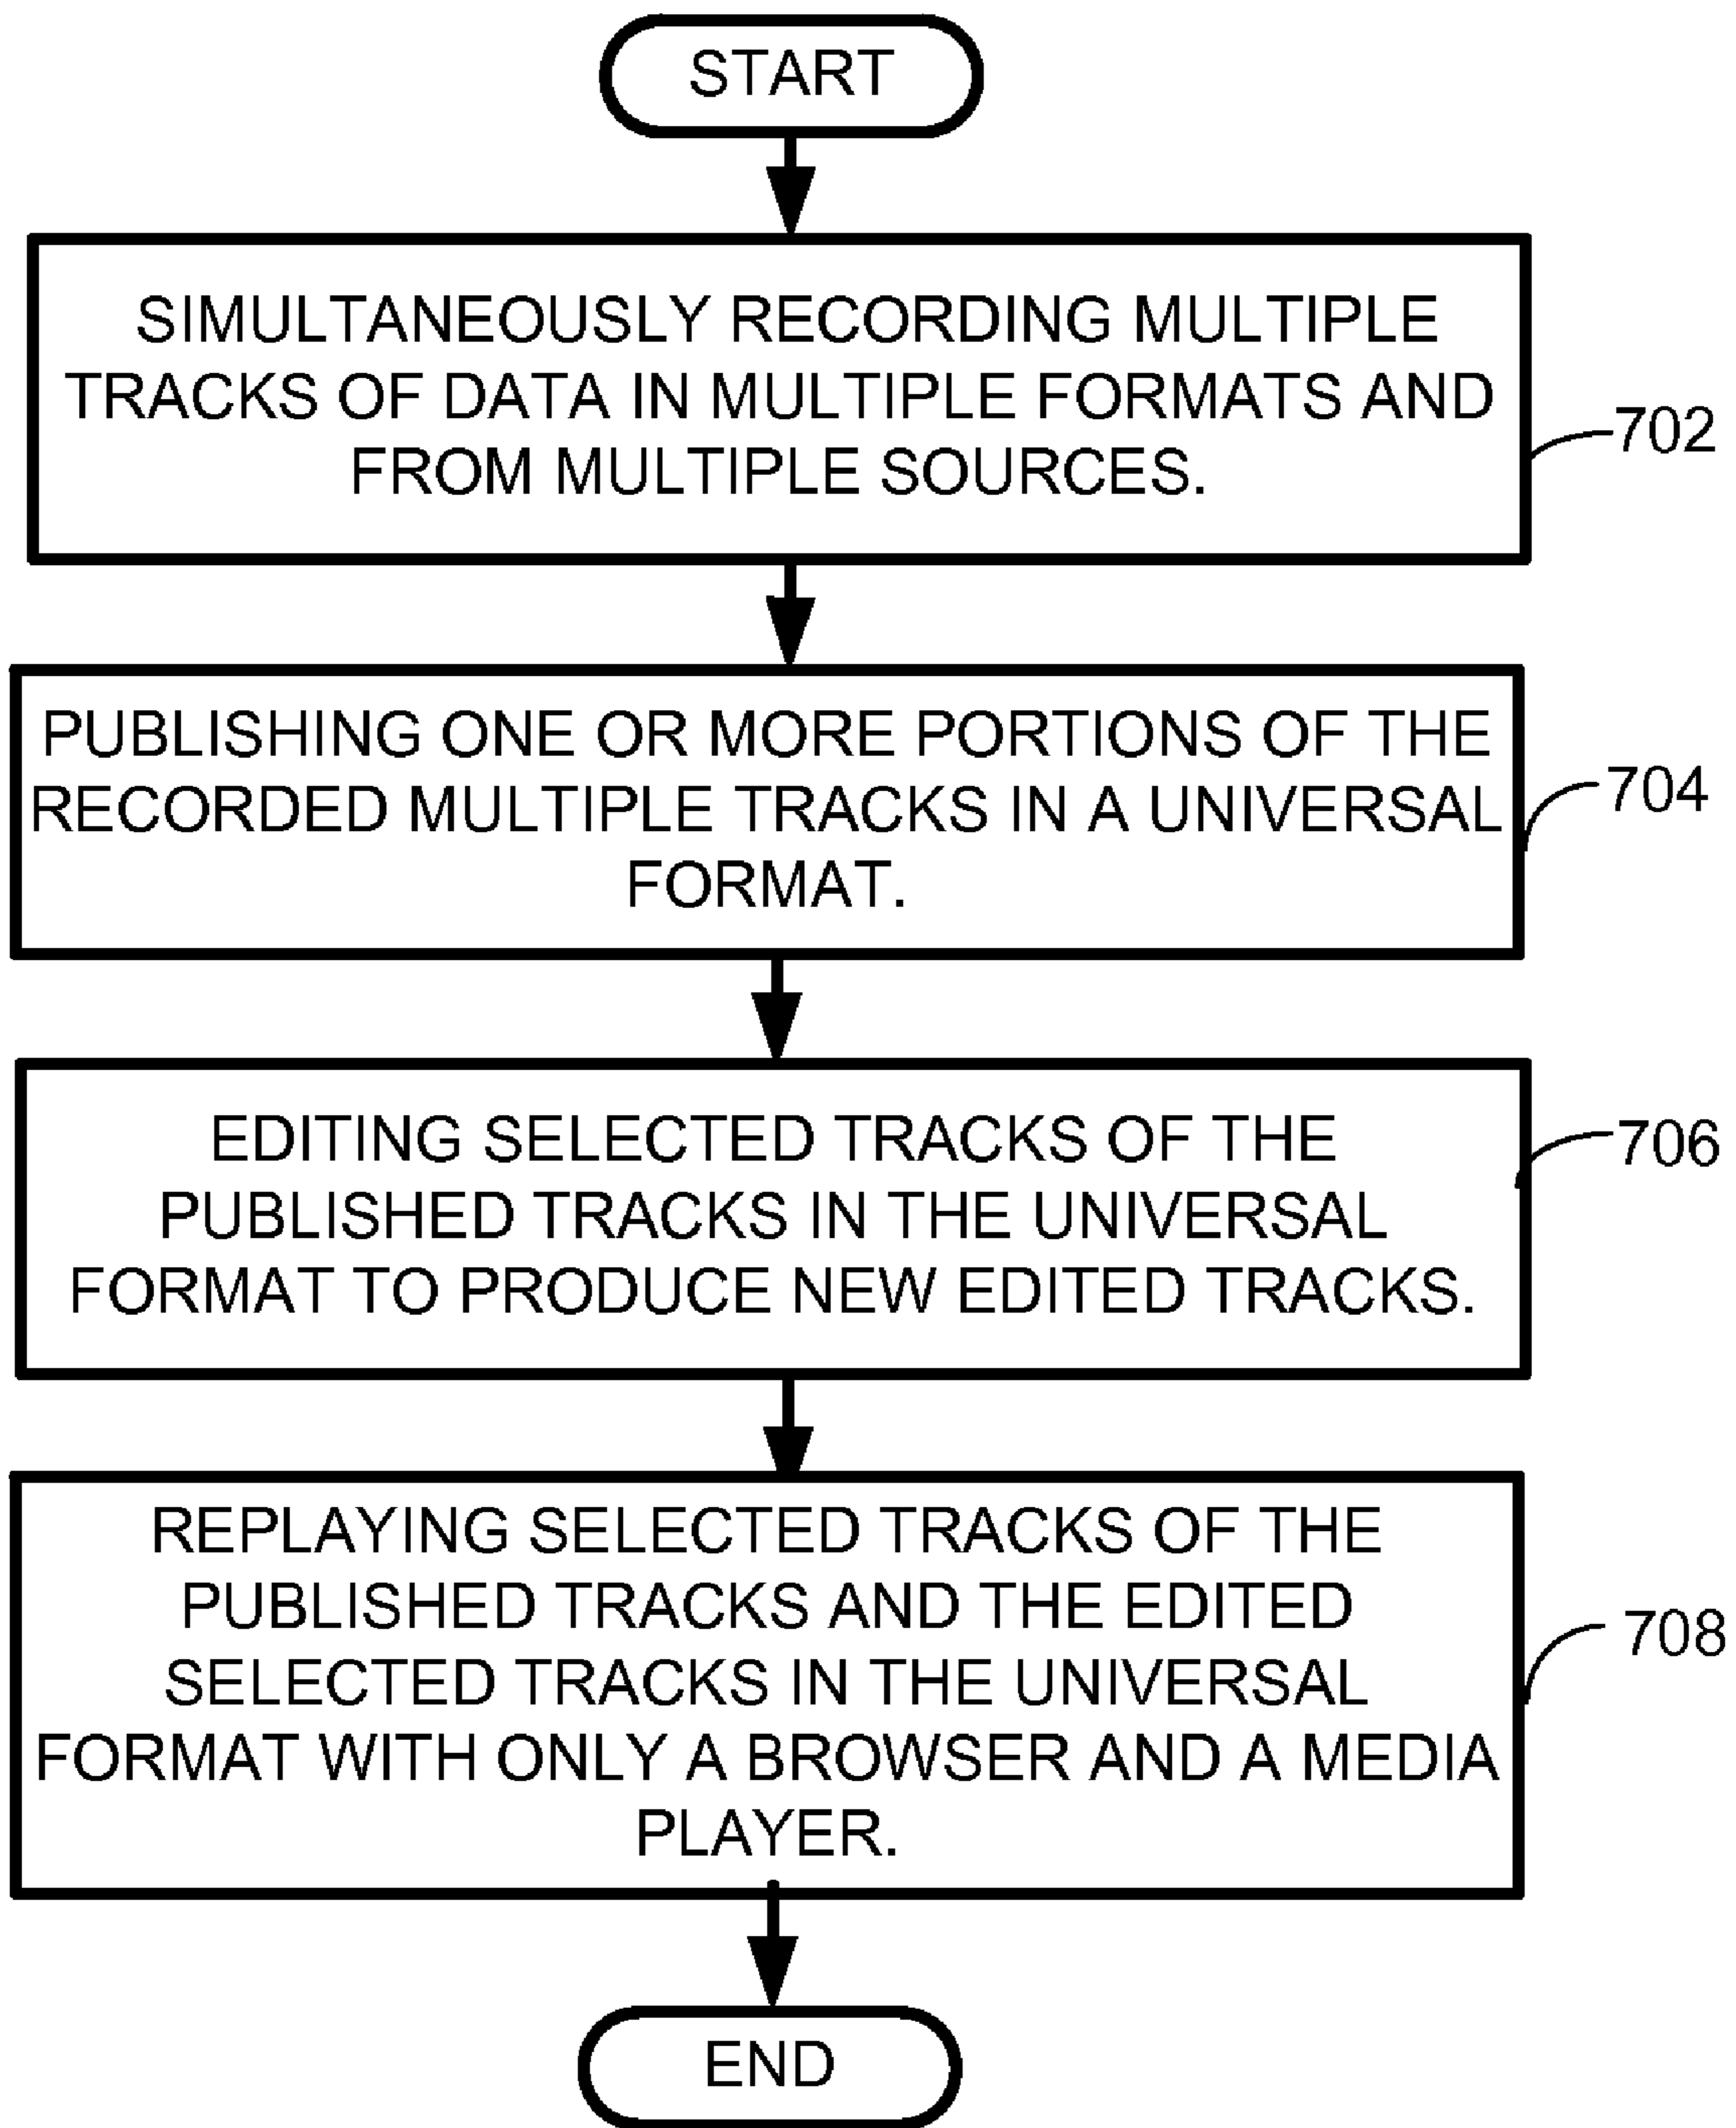 START
SIMULTANEOUSLY RECORDING MULTIPLE
TRACKS OF DATA IN MULTIPLE FORMATS AND
FROM MULTIPLE SOURCES.
702
PUBLISHING ONE OR MORE PORTIONS OF THE
RECORDED MULTIPLE TRACKS IN A UNIVERSAL
FORMAT.
704
EDITING SELECTED TRACKS OF THE
PUBLISHED TRACKS IN THE UNIVERSAL
FORMAT TO PRODUCE NEW EDITED TRACKS.
706
REPLAYING SELECTED TRACKS OF THE
PUBLISHED TRACKS AND THE EDITED
SELECTED TRACKS IN THE UNIVERSAL
FORMAT WITH ONLY A BROWSER AND A MEDIA
PLAYER.
708
END